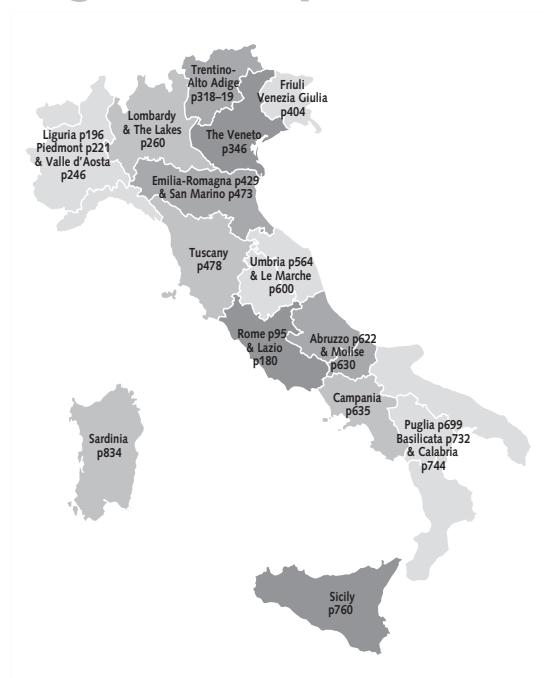 Trentino-
Alto Adige
p318–19
Friuli
Venezia Giulia
p404
Lombardy
& The Lakes
p260
The Veneto
p346
Liguria p196
Piedmont p221
& Valle d'Aosta
p246
Emilia-Romagna p429
& San Marino p473
Tuscany
p478
Umbria p564
& Le Marche
p600
Rome p95
& Lazio
p180
Abruzzo p622
& Molise
p630
Campania
p635
Puglia p699
Basilicata p732
& Calabria
p744
Sardinia
p834
Sicily
p760